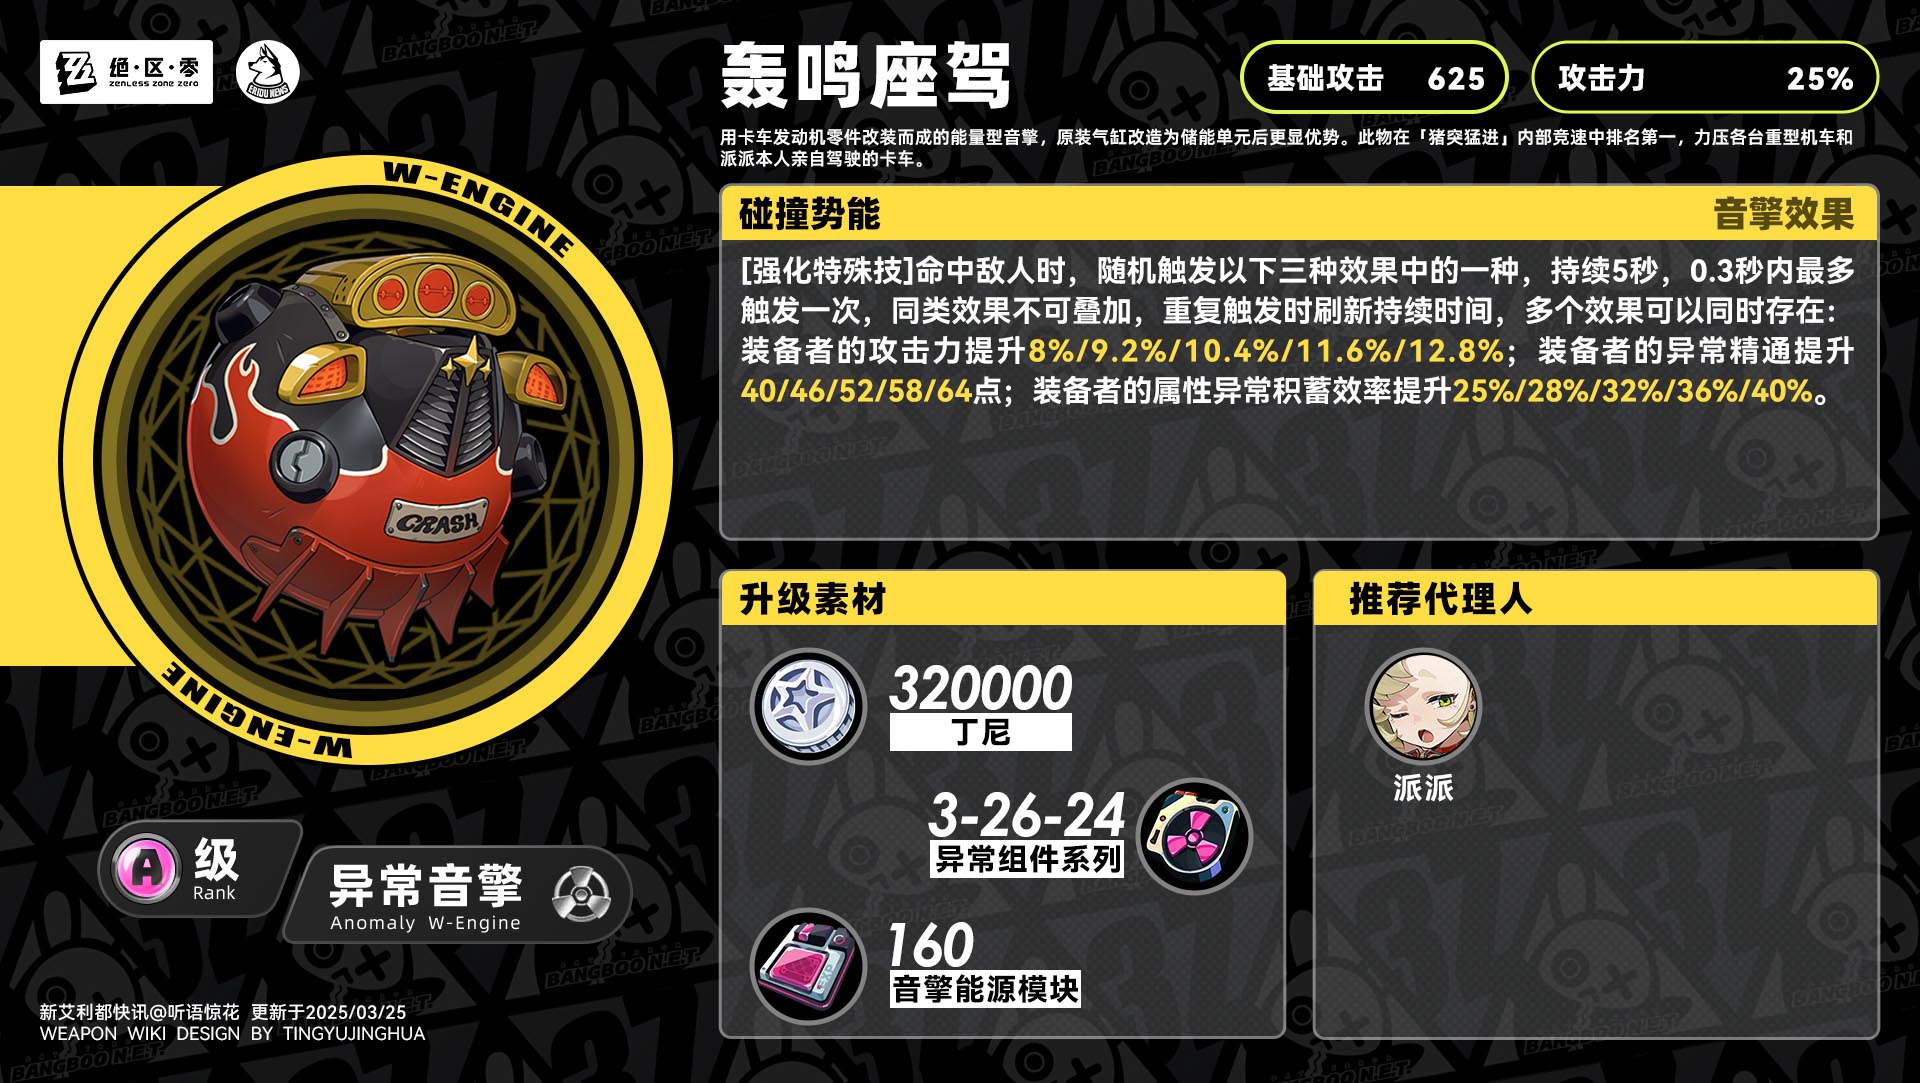 绝·区·零
ZENLESS ZONE ZERO
ERIDU NEWS
轰鸣座驾
基础攻击 625
攻击力 25%
用卡车发动机零件改装而成的能量型音擎，原装气缸改造为储能单元后更显优势。此物在「猪突猛进」内部竞速中排名第一，力压各台重型机车和
派派本人亲自驾驶的卡车。
W-ENGINE
CRASH
W-ENGINE
碰撞势能 音擎效果
[强化特殊技]命中敌人时，随机触发以下三种效果中的一种，持续5秒，0.3秒内最多
触发一次，同类效果不可叠加，重复触发时刷新持续时间，多个效果可以同时存在：
装备者的攻击力提升8%/9.2%/10.4%/11.6%/12.8%；装备者的异常精通提升
40/46/52/58/64点；装备者的属性异常积蓄效率提升25%/28%/32%/36%/40%。
升级素材
320000
丁尼
3-26-24
异常组件系列
160
音擎能源模块
推荐代理人
派派
A 级
Rank
异常音擎
Anomaly W-Engine
新艾利都快讯@听语惊花 更新于2025/03/25
WEAPON WIKI DESIGN BY TINGYUJINGHUA
BANGBOO N.E.T.